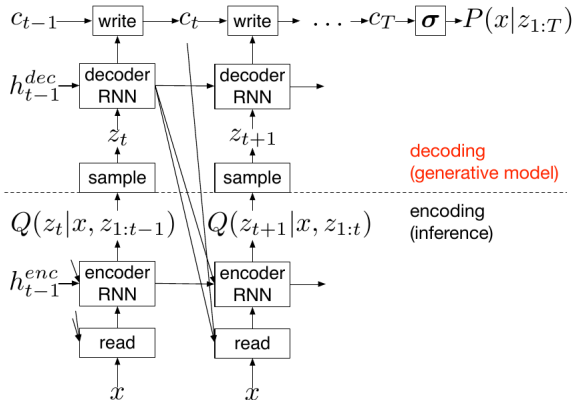 c_{t-1} write c_t write ... c_T σ P(x|z_{1:T})
h_{t-1}^{dec} decoder RNN decoder RNN
z_t z_{t+1}
sample sample
decoding
(generative model)
Q(z_t|x, z_{1:t-1}) Q(z_{t+1}|x, z_{1:t})
encoding
(inference)
h_{t-1}^{enc} encoder RNN encoder RNN
read read
x x